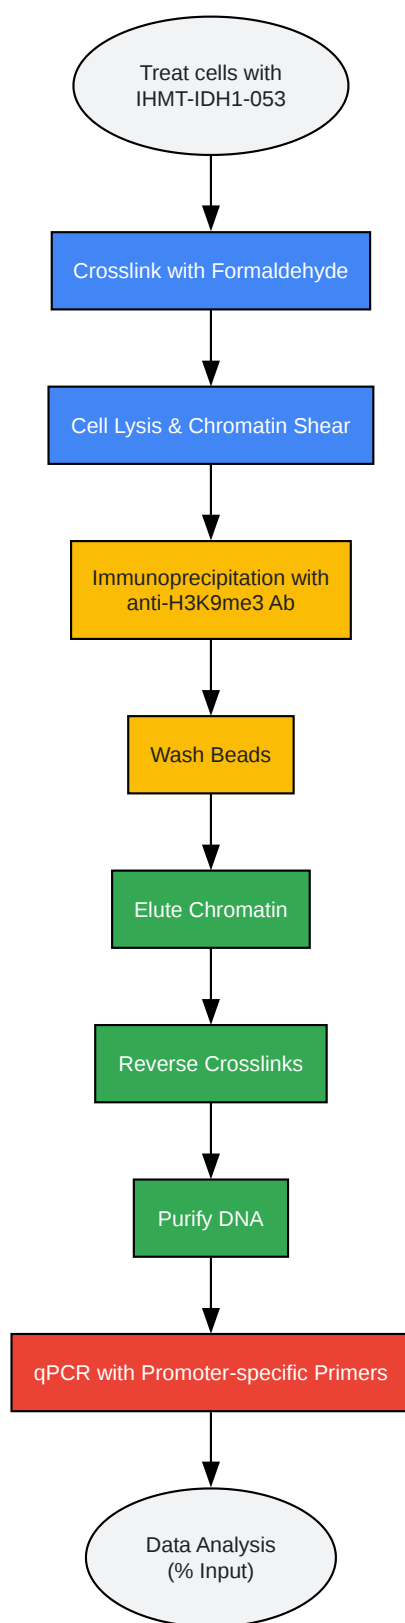 Treat cells with
IHMT-IDH1-053
Crosslink with Formaldehyde
Cell Lysis & Chromatin Shear
Immunoprecipitation with
anti-H3K9me3 Ab
Wash Beads
Elute Chromatin
Reverse Crosslinks
Purify DNA
qPCR with Promoter-specific Primers
Data Analysis
(% Input)